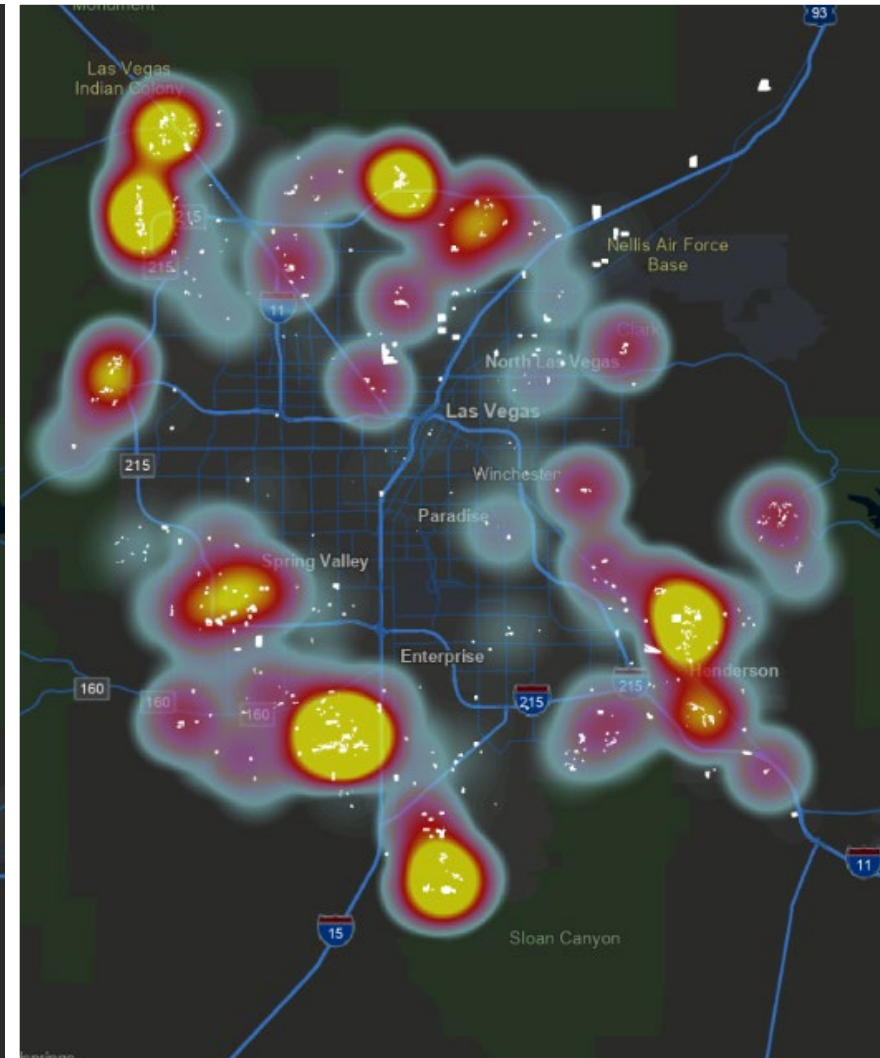 Monument
93
Las Vegas
Indian Colony
215
Nellis Air Force
Base
215
11
Clark
North Las Vegas
Las Vegas
215
Winchester
Paradise
Spring Valley
Enterprise
Henderson
160
160
160
215
215
11
15
Sloan Canyon
springs